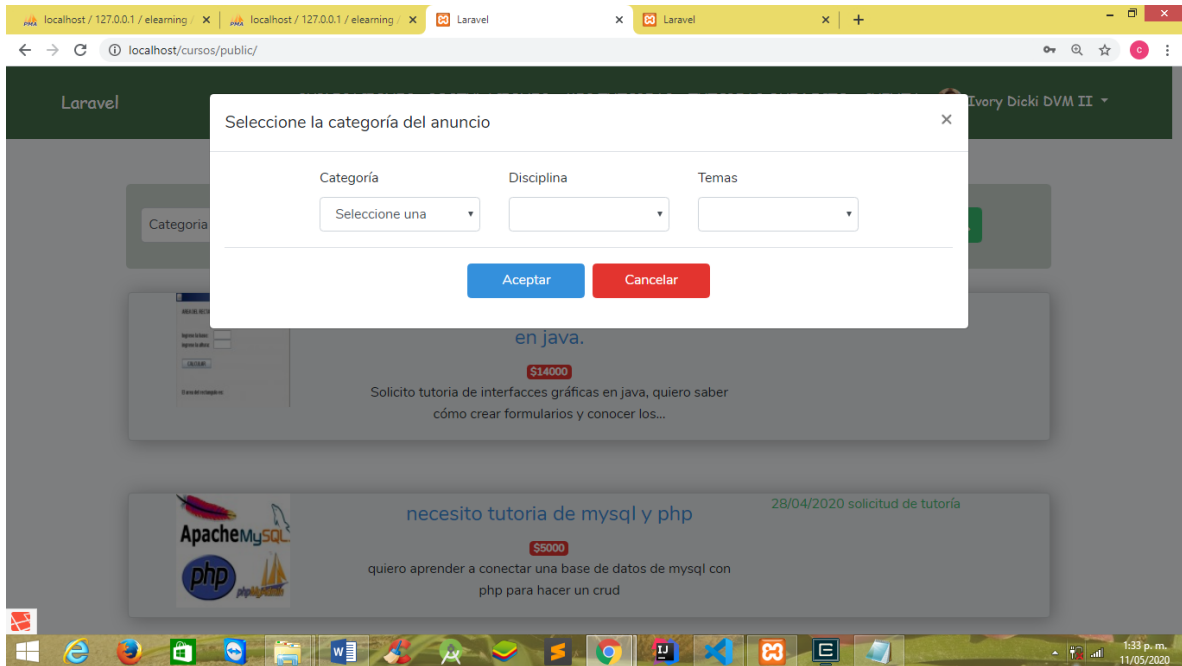 localhost / 127.0.0.1 / elearning /
localhost / 127.0.0.1 / elearning /
Laravel
Laravel
localhost/cursos/public/
C
Laravel
Ivory Dicki DVM II
Seleccione la categoría del anuncio
Categoría
Disciplina
Temas
Seleccione una
Categoria
Aceptar
Cancelar
en java.
$14000
Solicito tutoria de interfacces gráficas en java, quiero saber
cómo crear formularios y conocer los...
necesito tutoria de mysql y php
28/04/2020 solicitud de tutoría
$5000
quiero aprender a conectar una base de datos de mysql con
php para hacer un crud
Apache MySQL
php
1:33 p. m.
11/05/2020